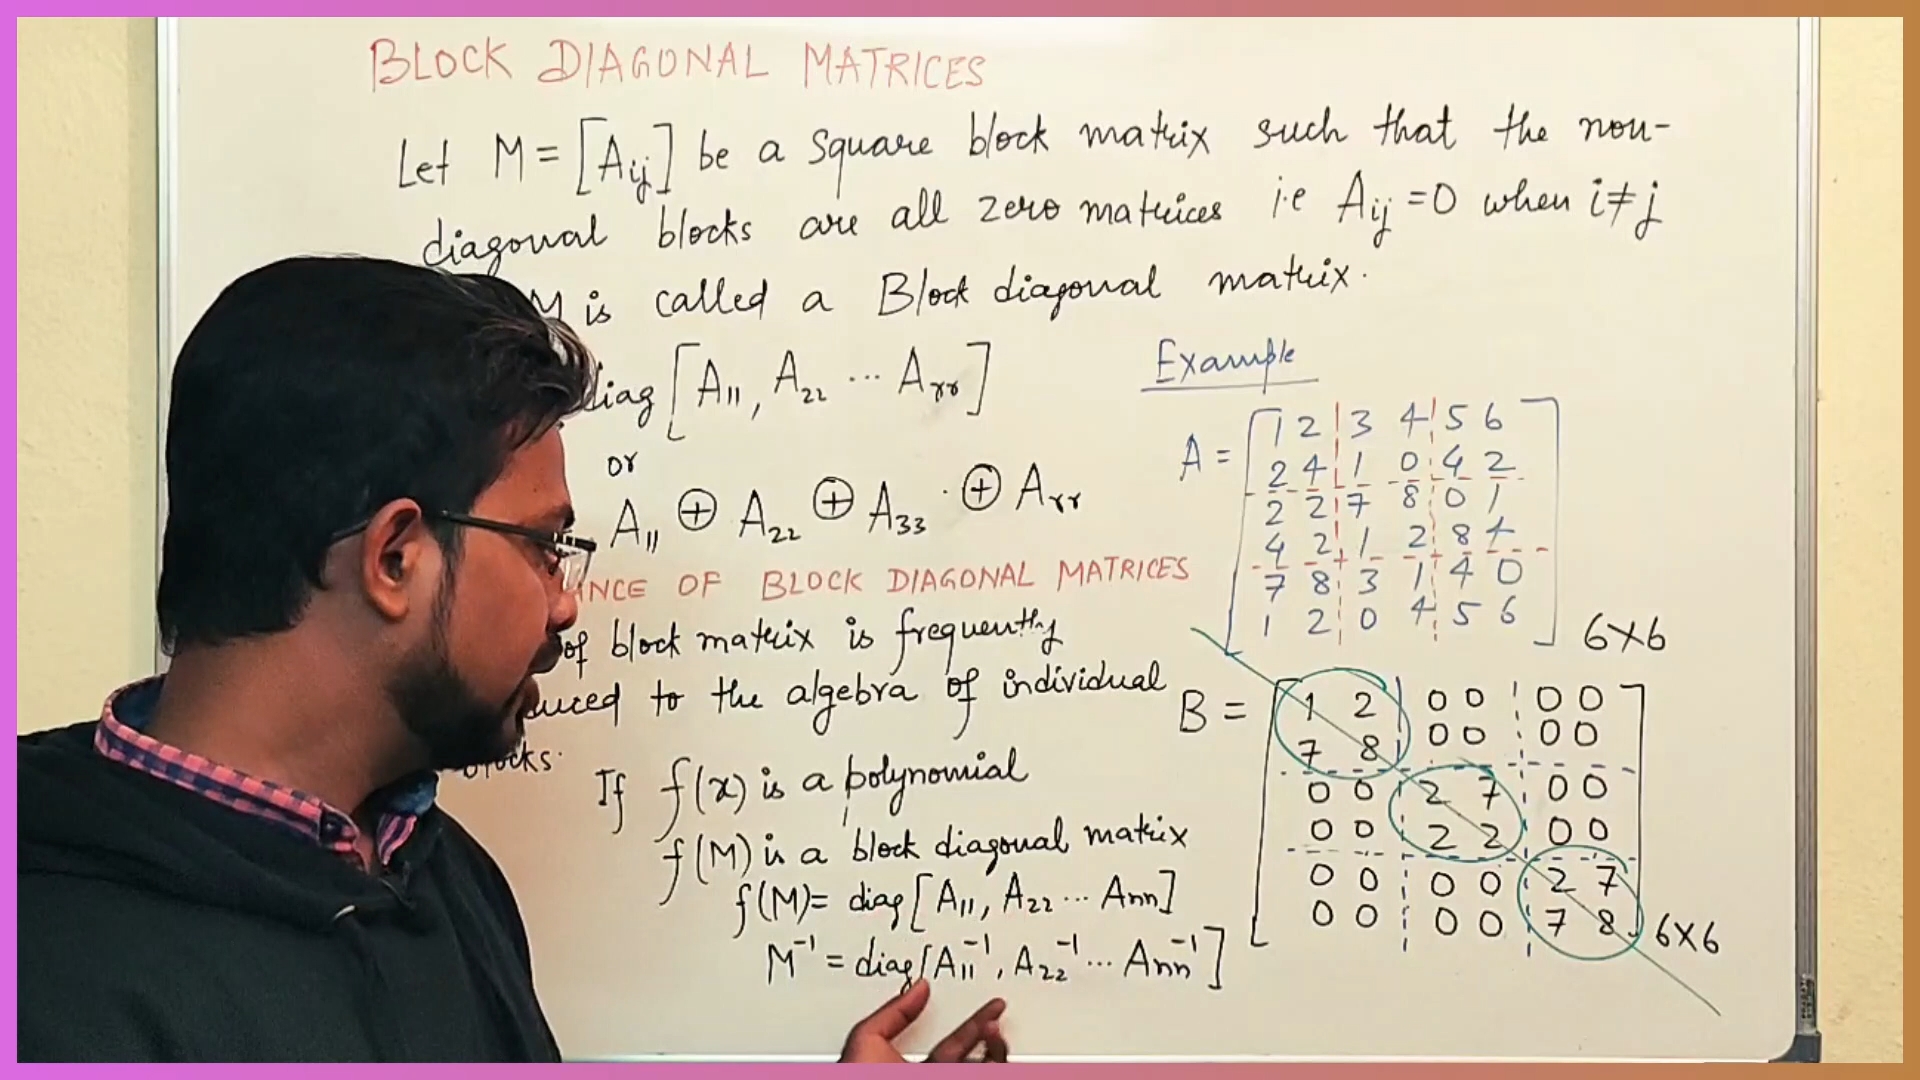 BLOCK DIAGONAL MATRICES
Let M = [Aij] be a square block matrix such that the non-
diagonal blocks are all zero matrices i.e Aij = 0 when i≠j
M is called a Block diagonal matrix.
diag [A11, A22 ... Arr]
or
A11 ⊕ A22 ⊕ A33 . ⊕ Arr
ANCE OF BLOCK DIAGONAL MATRICES
of block matrix is frequently
duced to the algebra of individual
blocks.
If f(x) is a polynomial
f(M) is a block diagonal matrix
f(M) = diag [A11, A22 ... Ann]
M⁻¹ = diag [A11⁻¹, A22⁻¹ ... Ann⁻¹]
Example
A = [
1 2 3 4 5 6
2 4 1 0 4 2
2 2 7 8 0 1
4 2 1 2 8
7 8 3 1 4 0
1 2 0 4 5 6
] 6×6
B = [
1 2 0 0 0 0
7 8 0 0 0 0
0 0 2 7 0 0
0 0 2 2 0 0
0 0 0 0 2 7
0 0 0 0 7 8
] 6×6